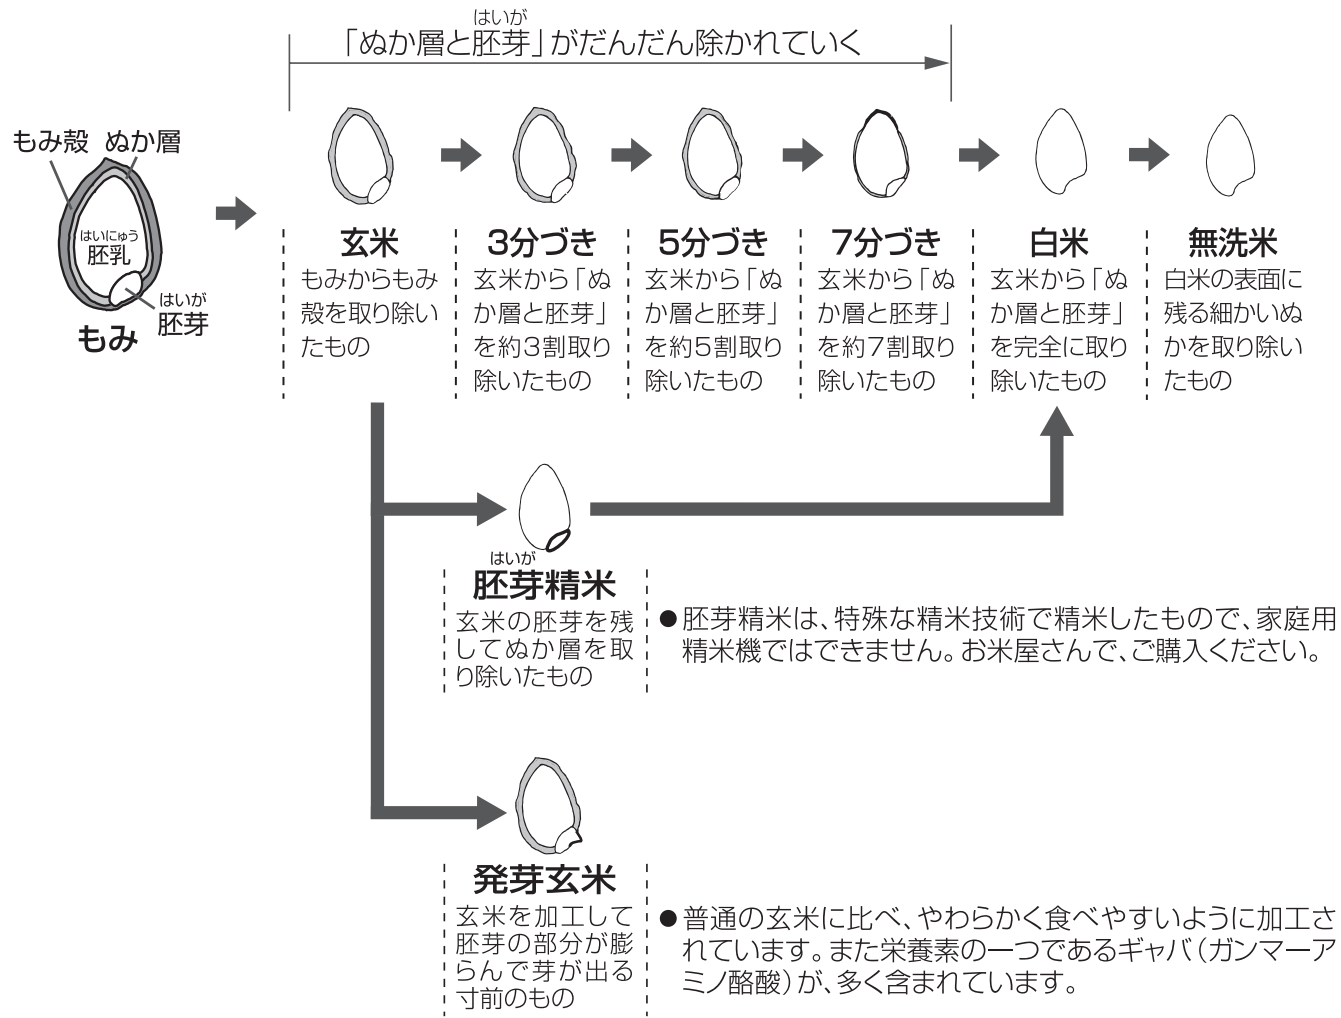 はいが
「ぬか層と胚芽」がだんだん除かれていく
もみ殻 ぬか層
はいにゅう
胚乳
はいが
胚芽
もみ
玄米
もみからもみ
殻を取り除い
たもの
3分づき
玄米から「ぬ
か層と胚芽」
を約3割取り
除いたもの
5分づき
玄米から「ぬ
か層と胚芽」
を約5割取り
除いたもの
7分づき
玄米から「ぬ
か層と胚芽」
を約7割取り
除いたもの
白米
玄米から「ぬ
か層と胚芽」
を完全に取り
除いたもの
無洗米
白米の表面に
残る細かいぬ
かを取り除い
たもの
はいが
胚芽精米
玄米の胚芽を残
してぬか層を取
り除いたもの
●胚芽精米は、特殊な精米技術で精米したもので、家庭用
精米機ではできません。お米屋さんで、ご購入ください。
発芽玄米
玄米を加工して
胚芽の部分が膨
らんで芽が出る
寸前のもの
●普通の玄米に比べ、やわらかく食べやすいように加工さ
れています。また栄養素の一つであるギャバ(ガンマーア
ミノ酪酸)が、多く含まれています。